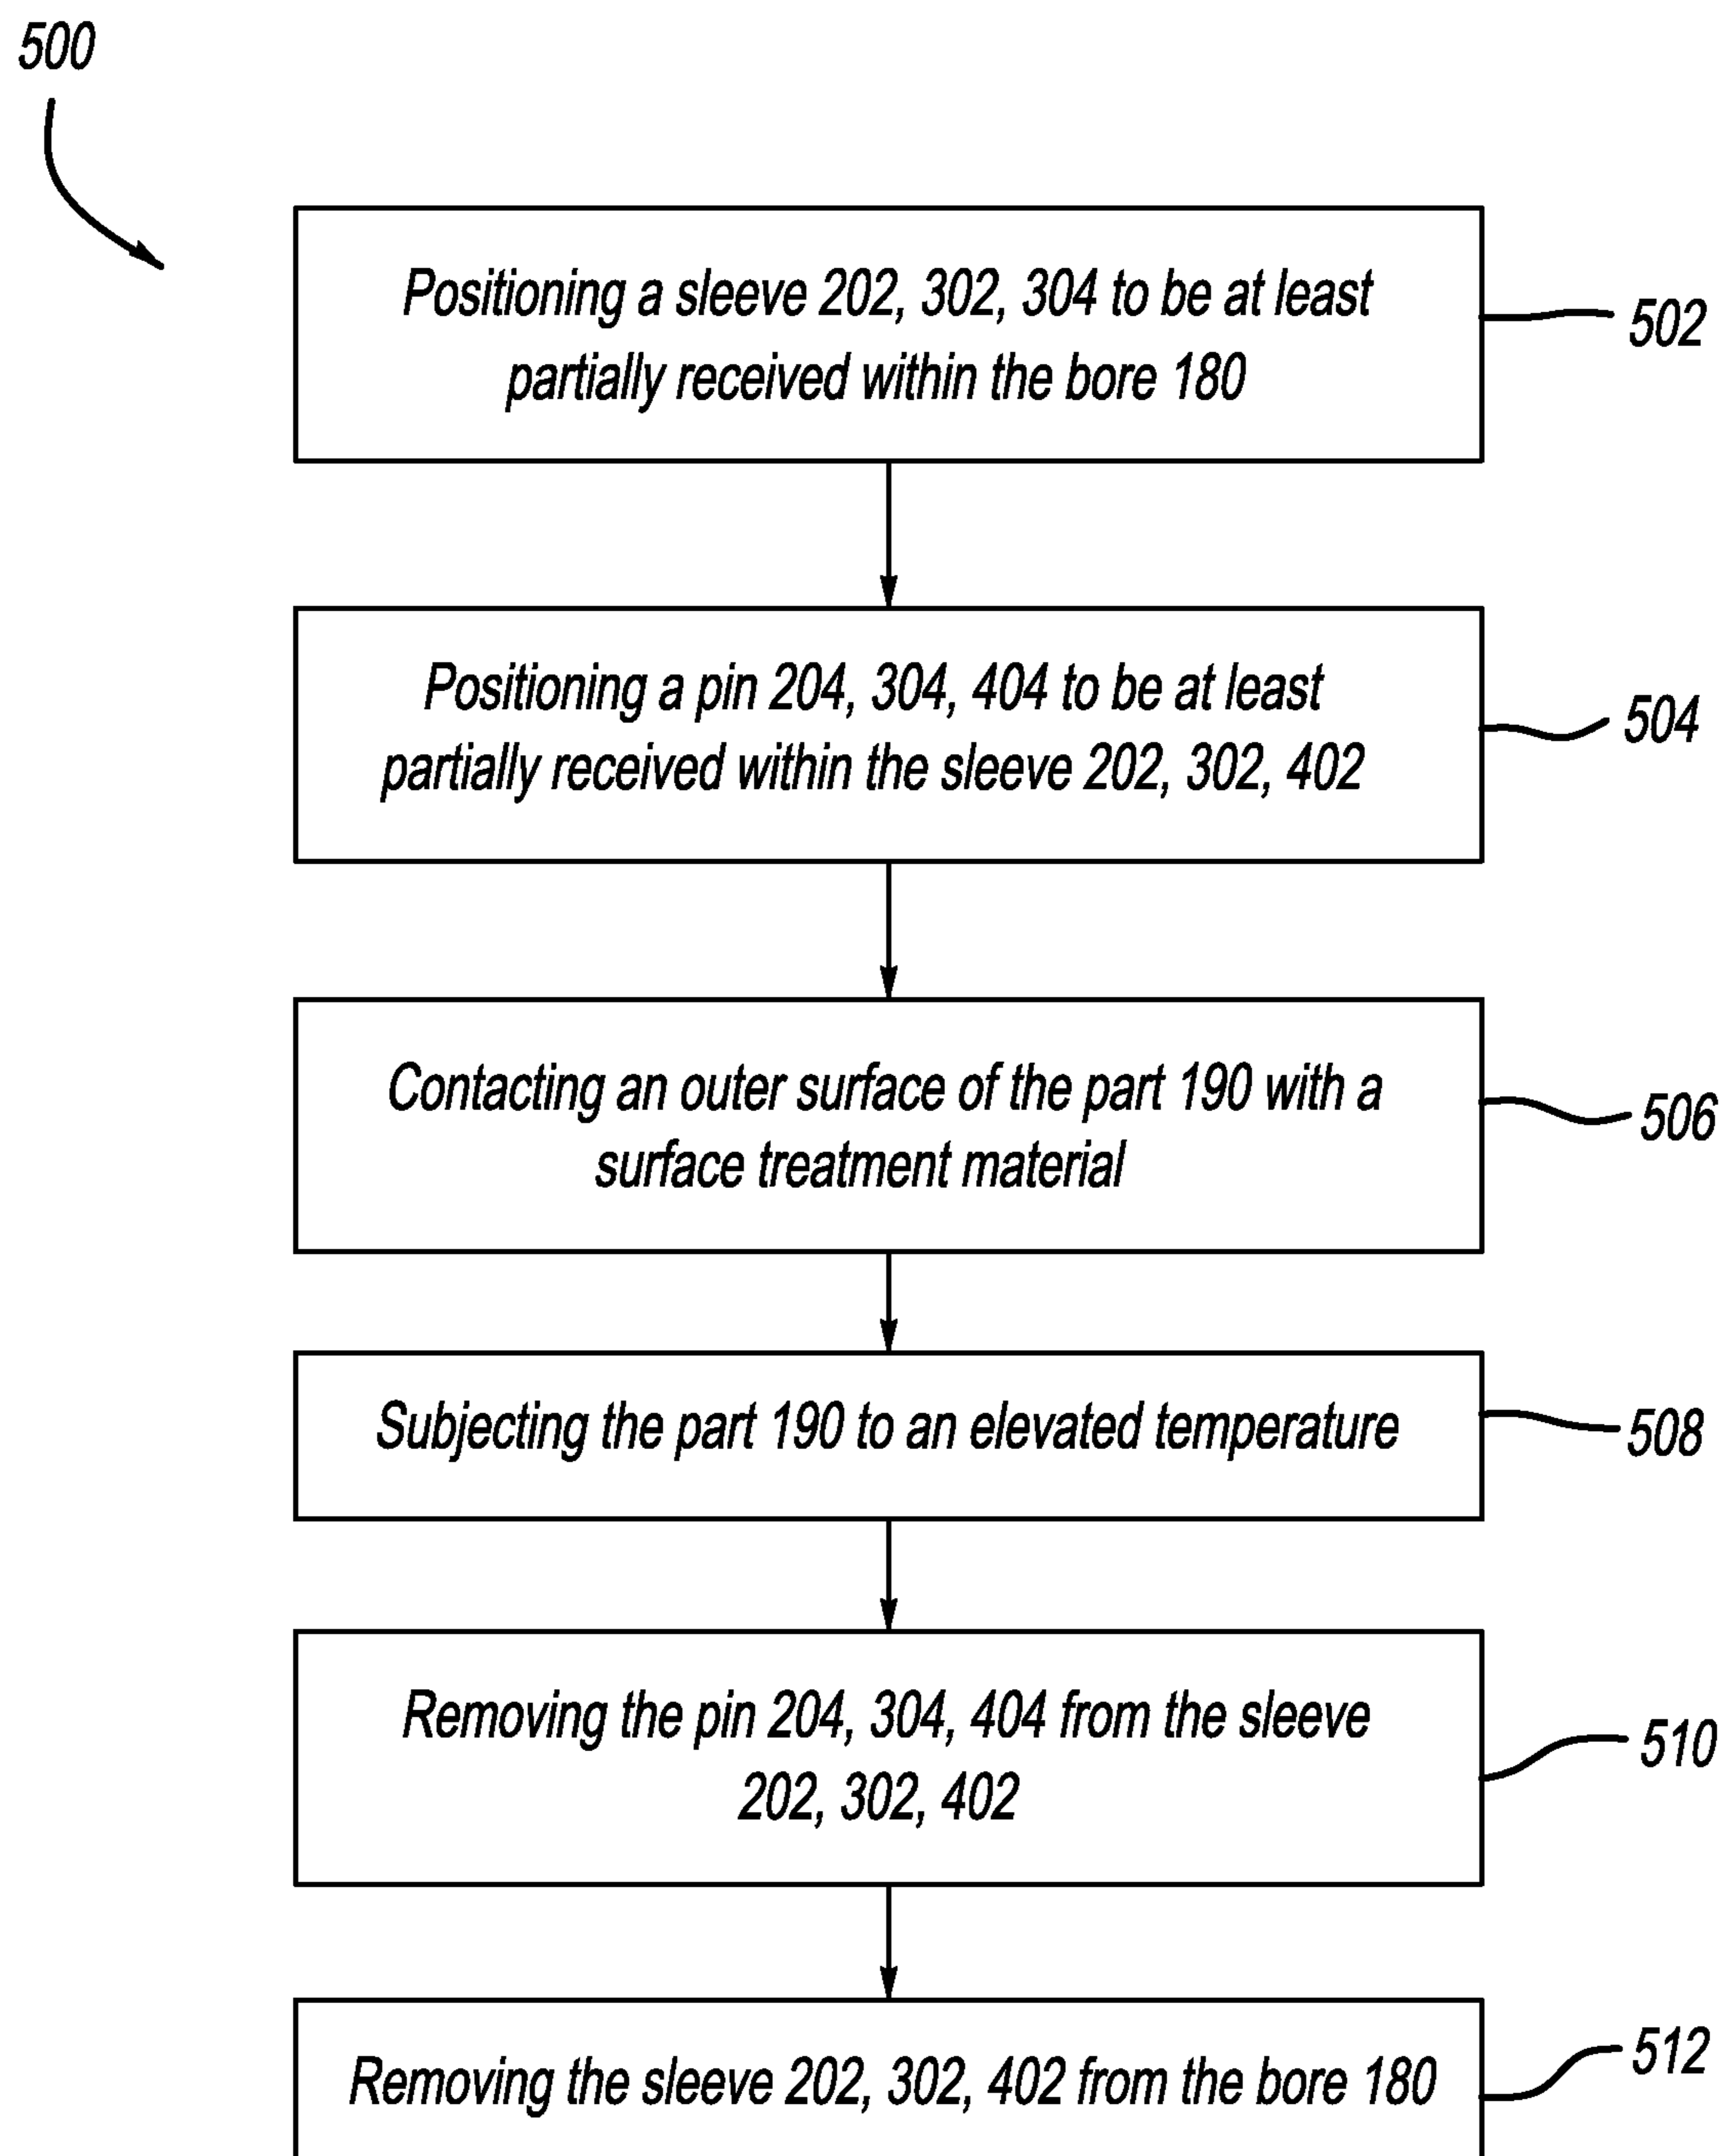 500
Positioning a sleeve 202, 302, 304 to be at least
partially received within the bore 180
502
Positioning a pin 204, 304, 404 to be at least
partially received within the sleeve 202, 302, 402
504
Contacting an outer surface of the part 190 with a
surface treatment material
506
Subjecting the part 190 to an elevated temperature
508
Removing the pin 204, 304, 404 from the sleeve
202, 302, 402
510
Removing the sleeve 202, 302, 402 from the bore 180
512